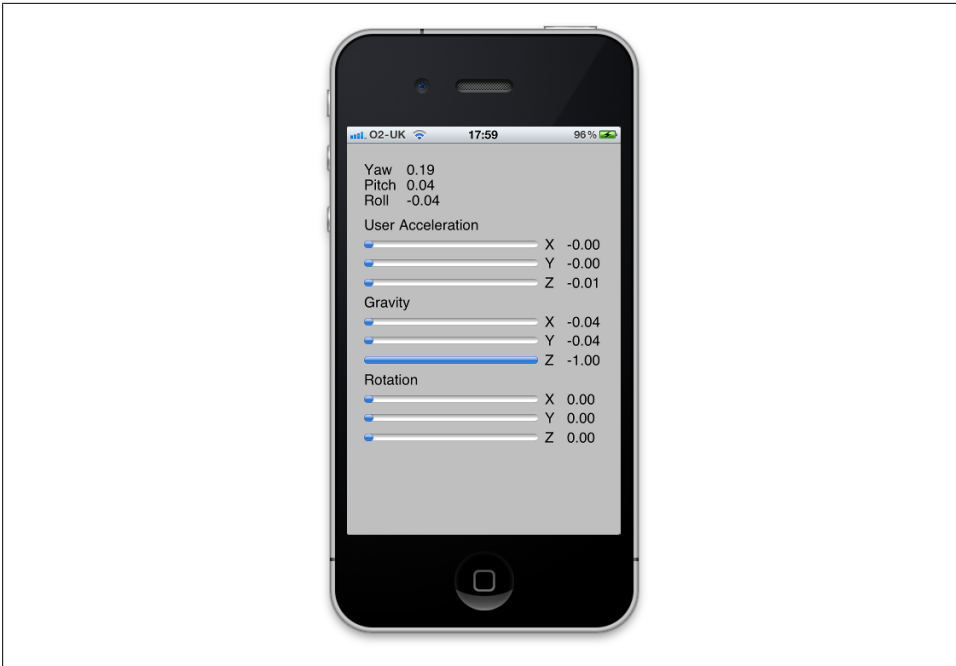 O2-UK 17:59 96%
Yaw 0.19
Pitch 0.04
Roll -0.04
User Acceleration
X -0.00
Y -0.00
Z -0.01
Gravity
X -0.04
Y -0.04
Z -1.00
Rotation
X 0.00
Y 0.00
Z 0.00